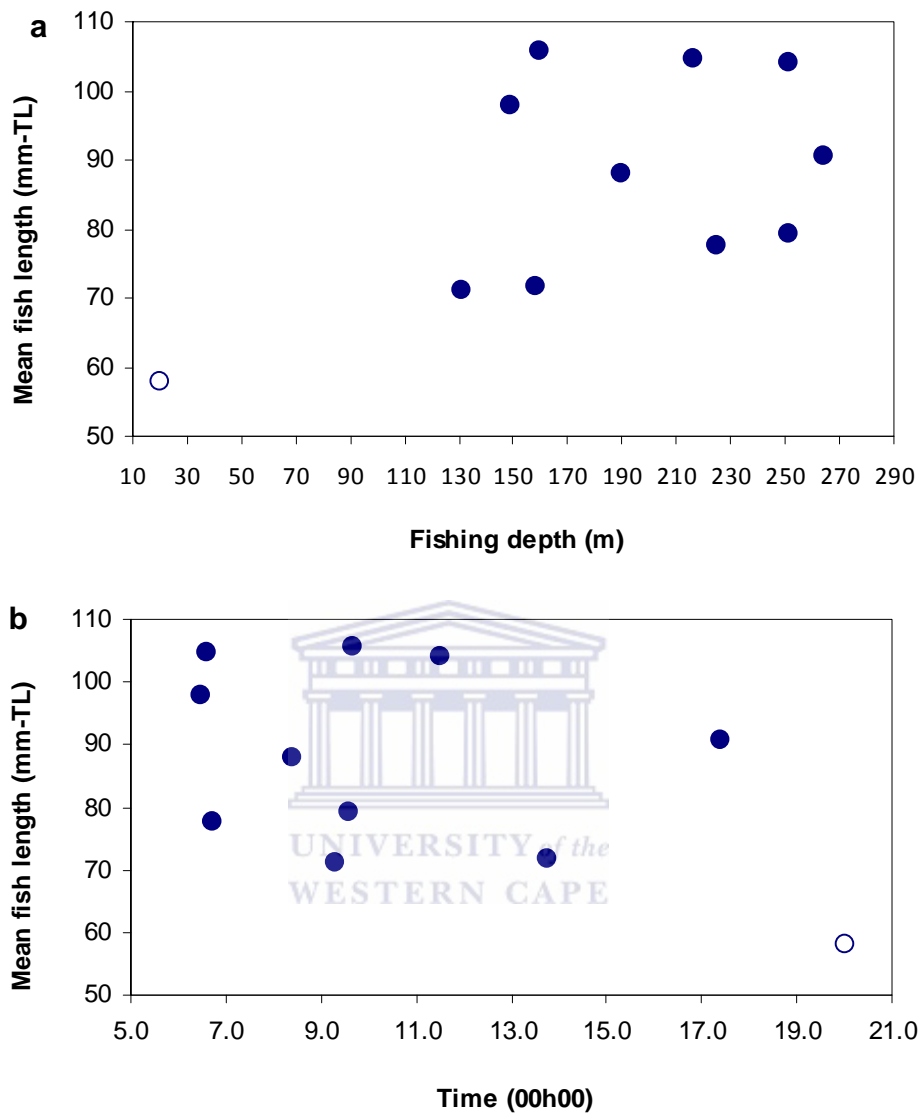 a
110
100
90
80
70
60
50
Mean fish length (mm-TL)
10 30 50 70 90 110 130 150 170 190 210 230 250 270 290
Fishing depth (m)
b
110
100
90
80
70
60
50
Mean fish length (mm-TL)
UNIVERSITY of the
WESTERN CAPE
5.0 7.0 9.0 11.0 13.0 15.0 17.0 19.0 21.0
Time (00h00)